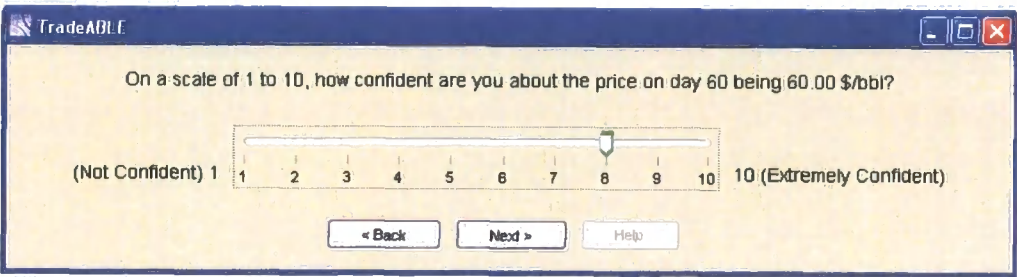 TradeABLE
On a scale of 1 to 10, how confident are you about the price on day 60 being 60.00 $/bbl?
(Not Confident) 1 1 2 3 4 5 6 7 8 9 10 10 (Extremely Confident)
« Back Next » Help